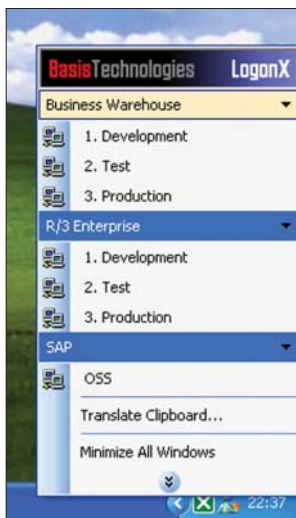 BasisTechnologies LogonX
Business Warehouse
1. Development
2. Test
3. Production
R/3 Enterprise
1. Development
2. Test
3. Production
SAP
OSS
Translate Clipboard...
Minimize All Windows
22:37